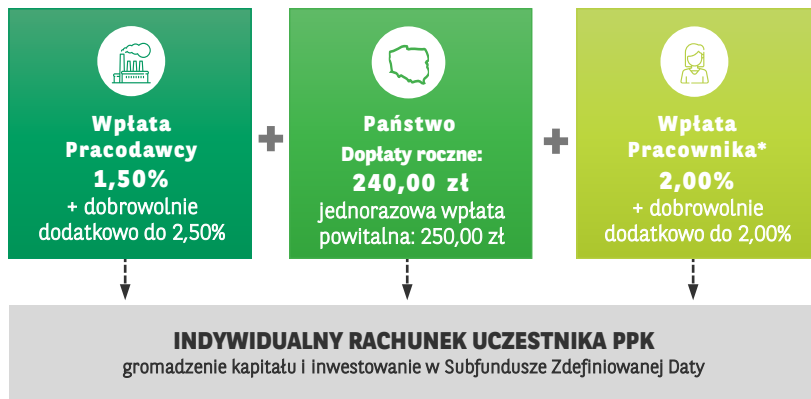 Wpłata
Pracodawcy
1,50%
+ dobrowolnie
dodatkowo do 2,50%
+
Państwo
Dopłaty roczne:
240,00 zł
jednorazowa wpłata
powitalna: 250,00 zł
+
Wpłata
Pracownika*
2,00%
+ dobrowolnie
dodatkowo do 2,00%
INDYWIDUALNY RACHUNEK UCZESTNIKA PPK
gromadzenie kapitału i inwestowanie w Subfundusze Zdefiniowanej Daty